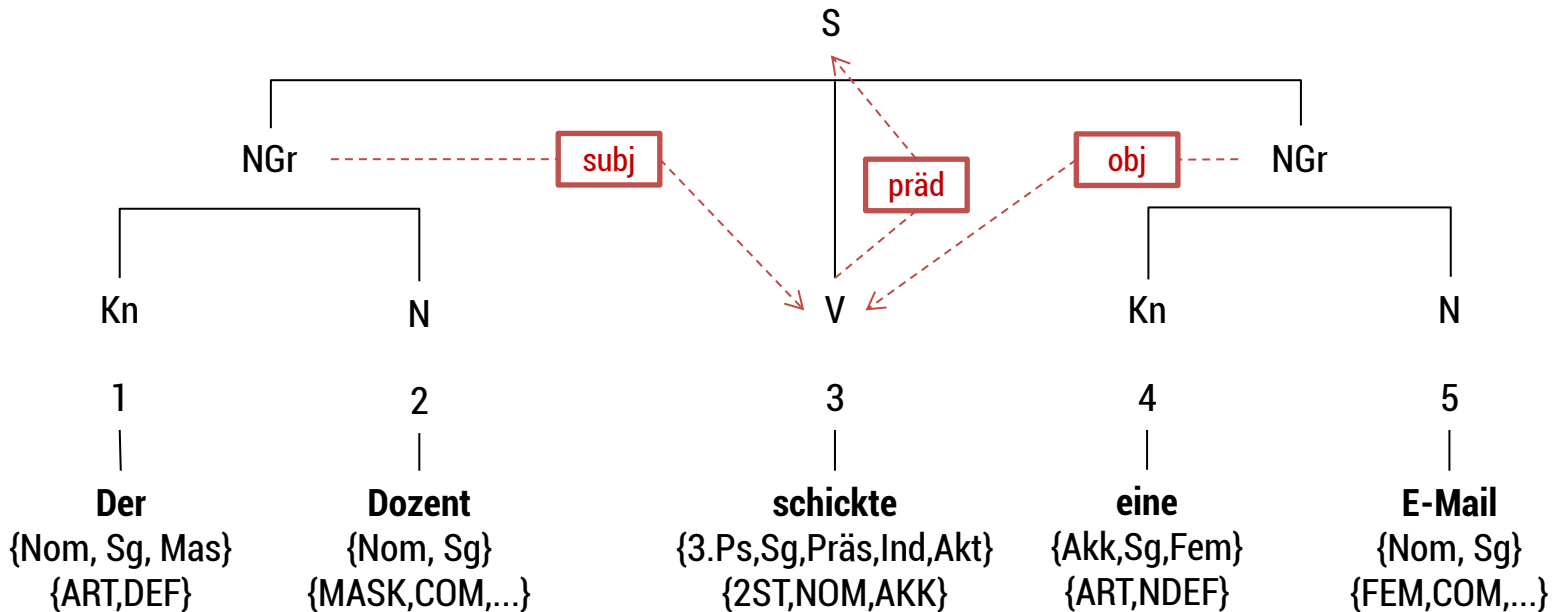 S
NGr subj präd obj NGr
Kn N V Kn N
1 2 3 4 5
Der Dozent schickte eine E-Mail
{Nom, Sg, Mas} {Nom, Sg} {3.Ps,Sg,Präs,Ind,Akt} {Akk,Sg,Fem} {Nom, Sg}
{ART,DEF} {MASK,COM,...} {2ST,NOM,AKK} {ART,NDEF} {FEM,COM,...}